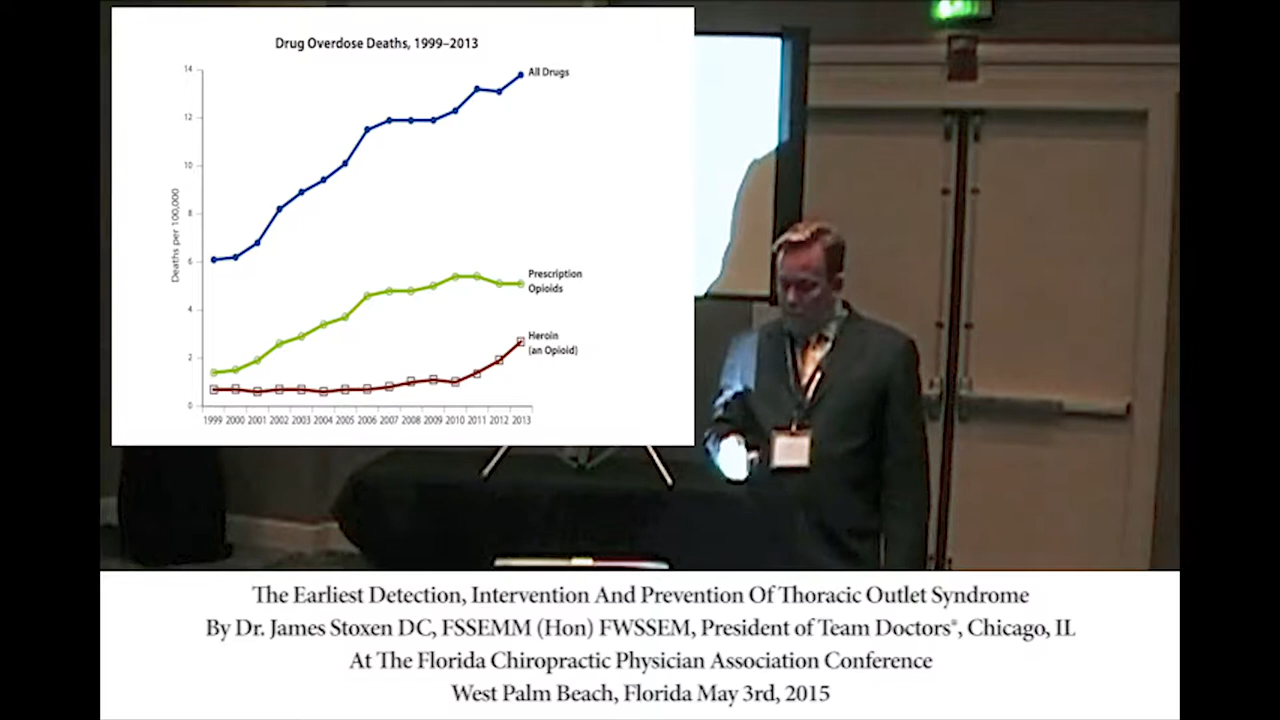 Drug Overdose Deaths, 1999–2013
14
12
10
8
6
4
2
0
Deaths per 100,000
All Drugs
Prescription
Opioids
Heroin
(an Opioid)
1999 2000 2001 2002 2003 2004 2005 2006 2007 2008 2009 2010 2011 2012 2013
The Earliest Detection, Intervention And Prevention Of Thoracic Outlet Syndrome
By Dr. James Stoxen DC, FSSEMM (Hon) FWSSEM, President of Team Doctors®, Chicago, IL
At The Florida Chiropractic Physician Association Conference
West Palm Beach, Florida May 3rd, 2015